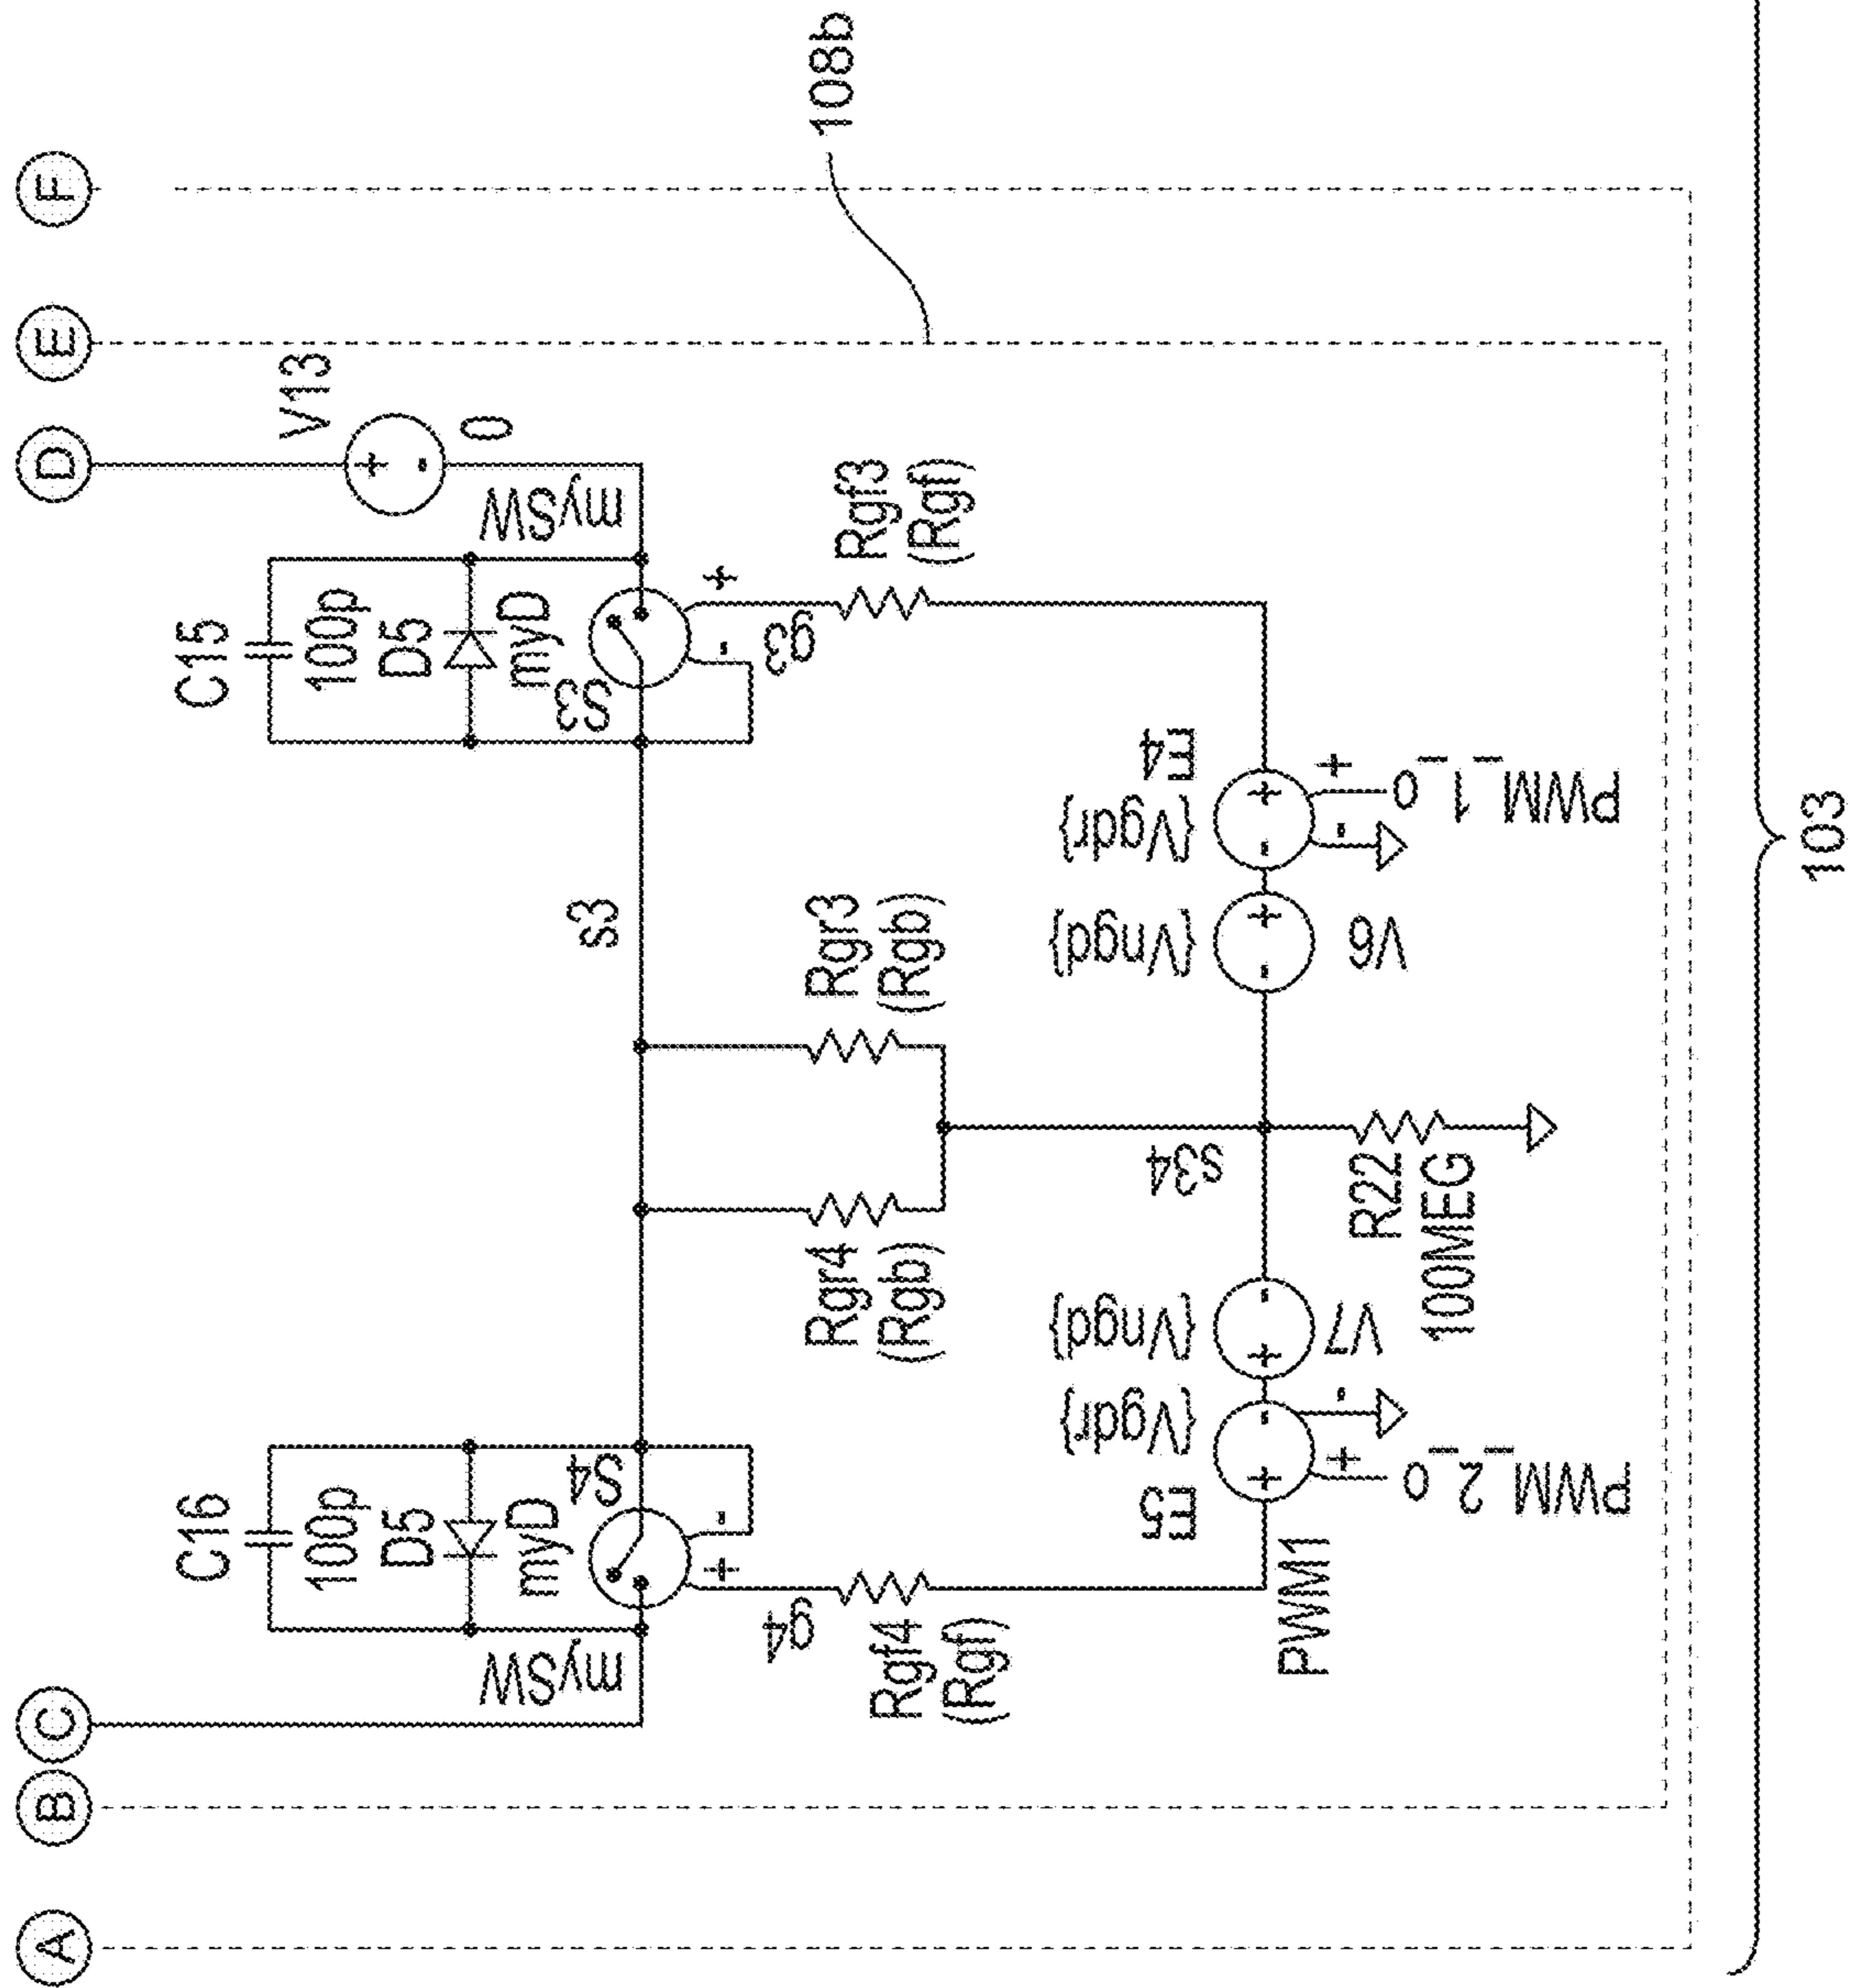 A
B
C
D
E
F
C16
100p
D5
myD
C15
100p
D5
myD
V13
0
mySW
S4
S3
mySW
s3
108b
g4
g3
Rgf4
(Rgf)
Rgr4
(Rgb)
Rgr3
(Rgb)
Rgf3
(Rgf)
{Vgdr}
{Vngd}
{Vngd}
{Vgdr}
E5
s34
E4
PWM1
V7
R22
100MEG
V6
PWM_2_0
PWM_1_0
103